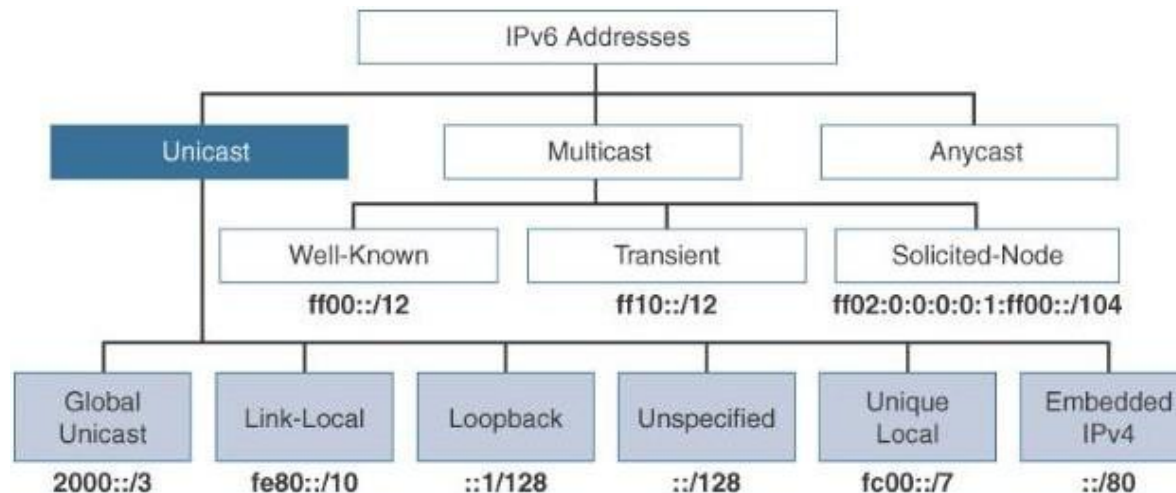 IPv6 Addresses
Unicast
Multicast
Anycast
Well-Known
Transient
Solicited-Node
ff00::/12
ff10::/12
ff02:0:0:0:0:1:ff00::/104
Global
Unicast
Link-Local
Loopback
Unspecified
Unique
Local
Embedded
IPv4
2000::/3
fe80::/10
::1/128
::/128
fc00::/7
::/80